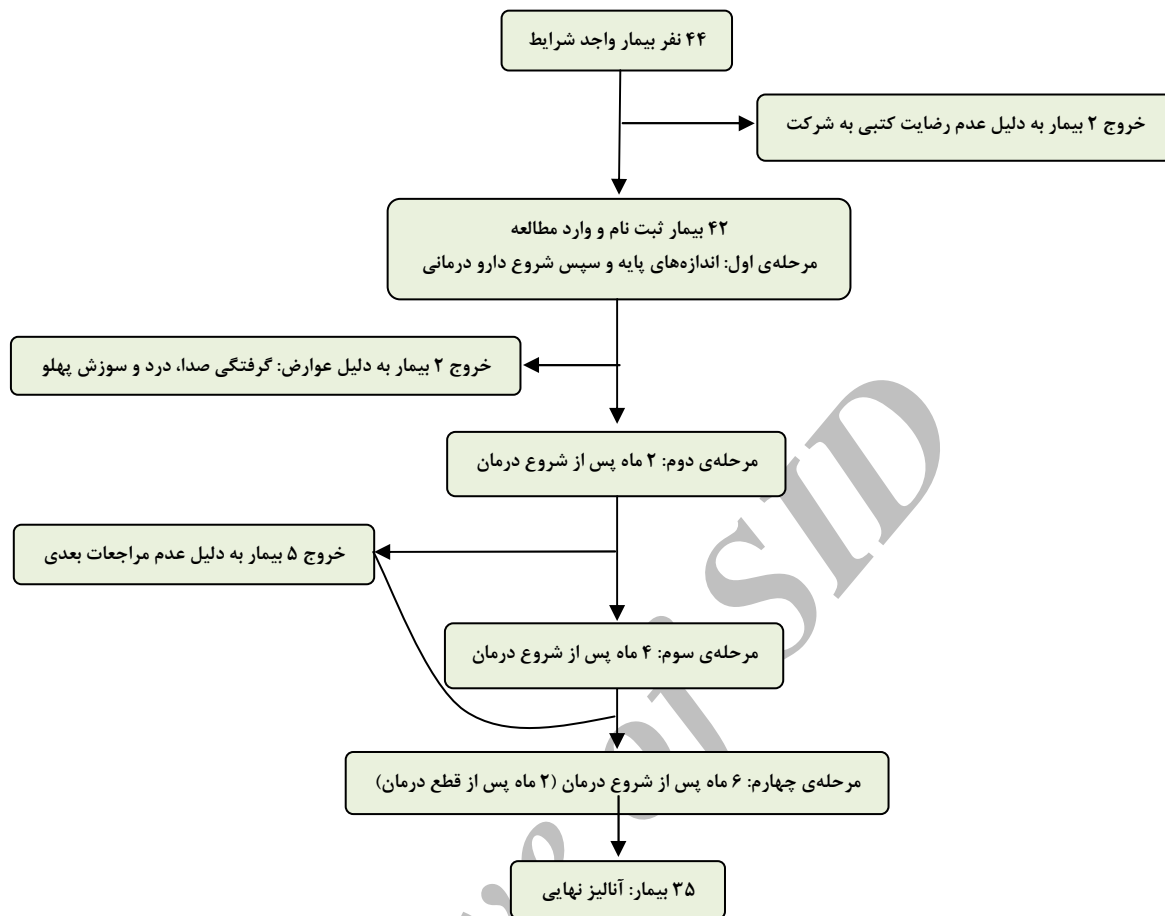 ۴۴ نفر بیمار واجد شرایط
خروج ۲ بیمار به دلیل عدم رضایت کتبی به شرکت
۴۲ بیمار ثبت نام و وارد مطالعه
مرحله‌ی اول: اندازه‌های پایه و سپس شروع دارو درمانی
خروج ۲ بیمار به دلیل عوارض: گرفتگی صدا، درد و سوزش پهلو
مرحله‌ی دوم: ۲ ماه پس از شروع درمان
خروج ۵ بیمار به دلیل عدم مراجعات بعدی
مرحله‌ی سوم: ۴ ماه پس از شروع درمان
مرحله‌ی چهارم: ۶ ماه پس از شروع درمان (۲ ماه پس از قطع درمان)
۳۵ بیمار: آنالیز نهایی
of SID